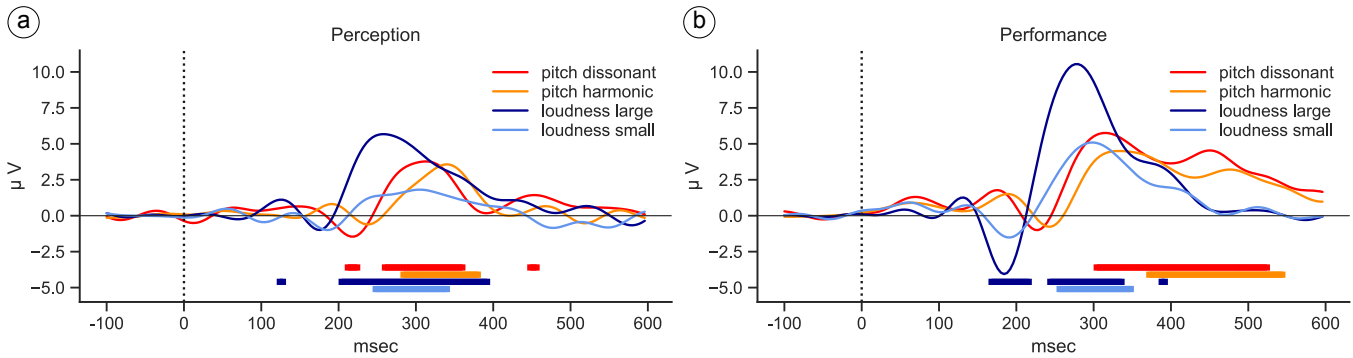 a
Perception
10.0
7.5
5.0
2.5
0.0
−2.5
−5.0
μ V
pitch dissonant
pitch harmonic
loudness large
loudness small
-100 0 100 200 300 400 500 600
msec
b
Performance
10.0
7.5
5.0
2.5
0.0
−2.5
−5.0
μ V
pitch dissonant
pitch harmonic
loudness large
loudness small
-100 0 100 200 300 400 500 600
msec